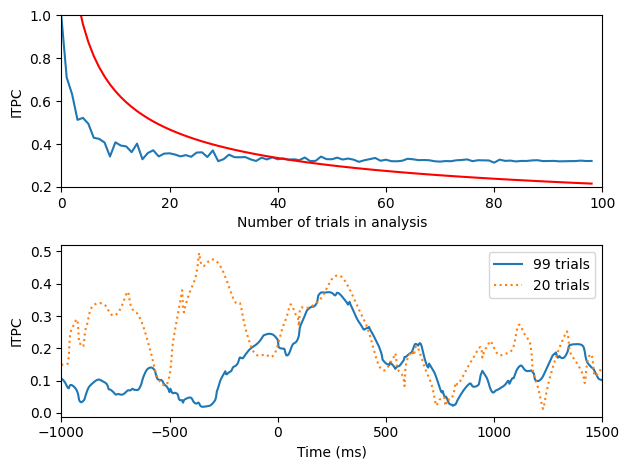 1.0
0.8
0.6
0.4
0.2
ITPC
0 20 40 60 80 100
Number of trials in analysis
0.5
0.4
0.3
0.2
0.1
0.0
ITPC
99 trials
20 trials
−1000 −500 0 500 1000 1500
Time (ms)